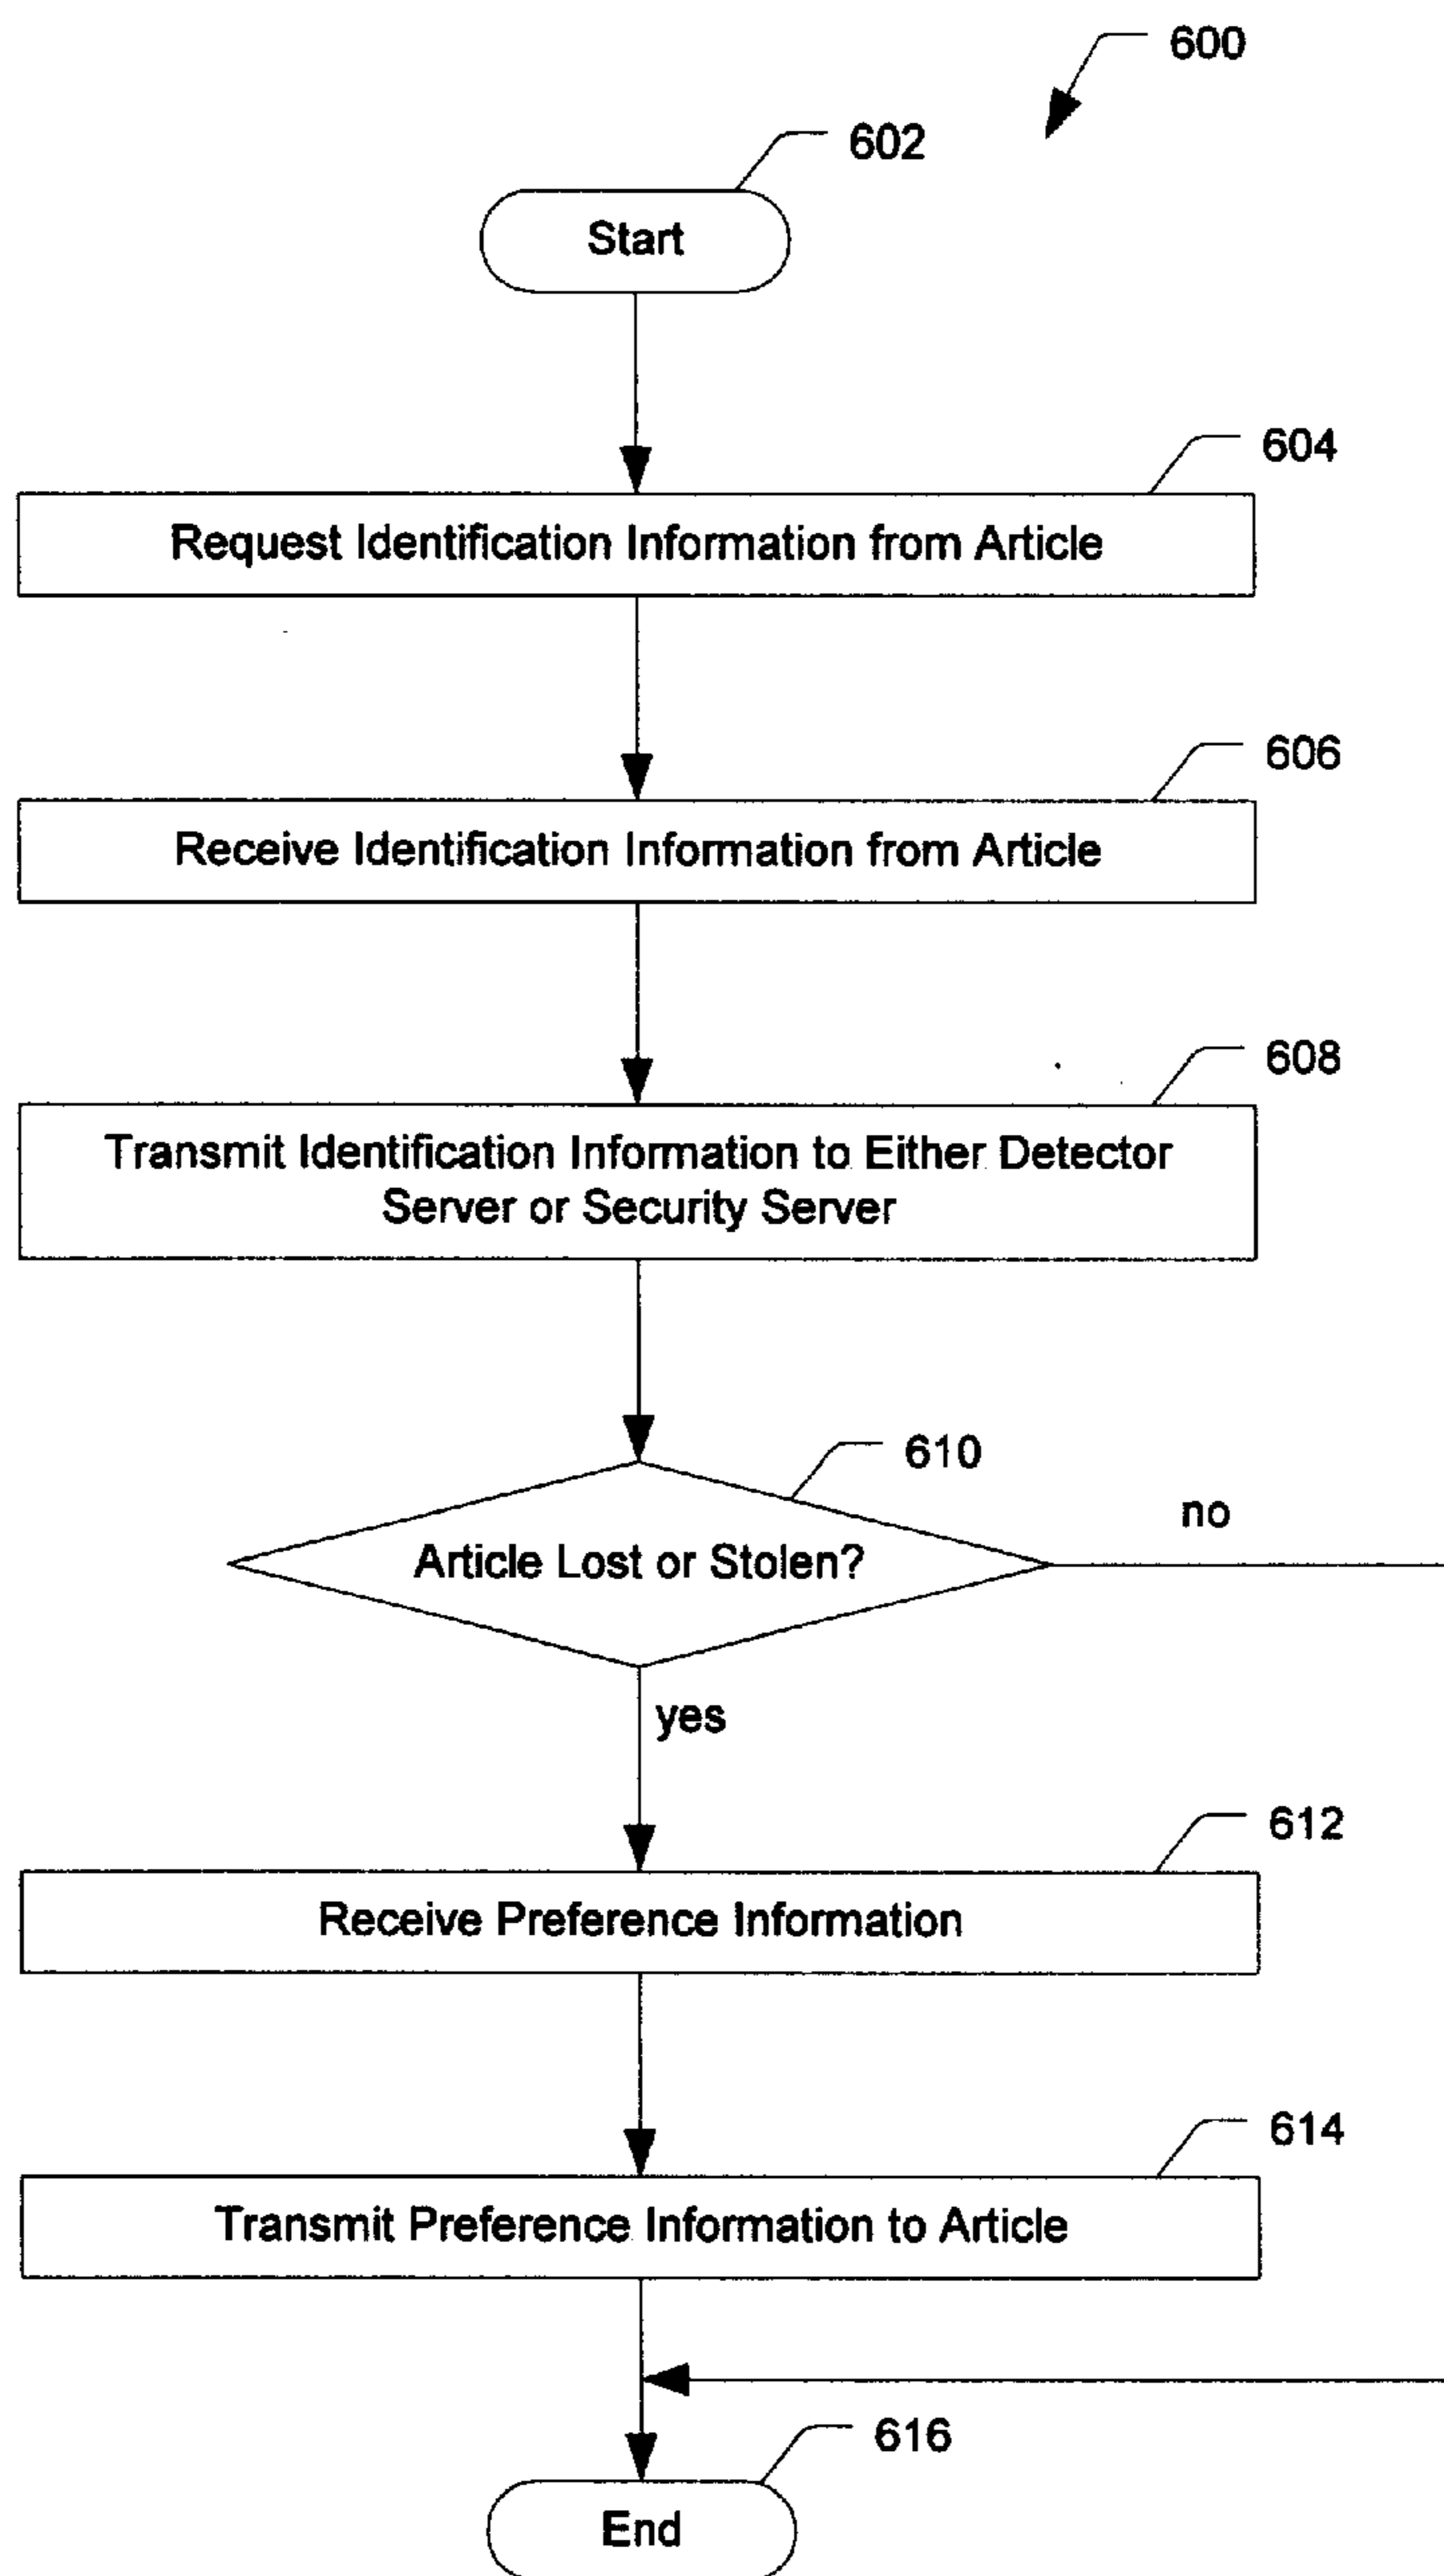 600
602
Start
604
Request Identification Information from Article
606
Receive Identification Information from Article
608
Transmit Identification Information to Either Detector
Server or Security Server
610
no
Article Lost or Stolen?
yes
612
Receive Preference Information
614
Transmit Preference Information to Article
616
End